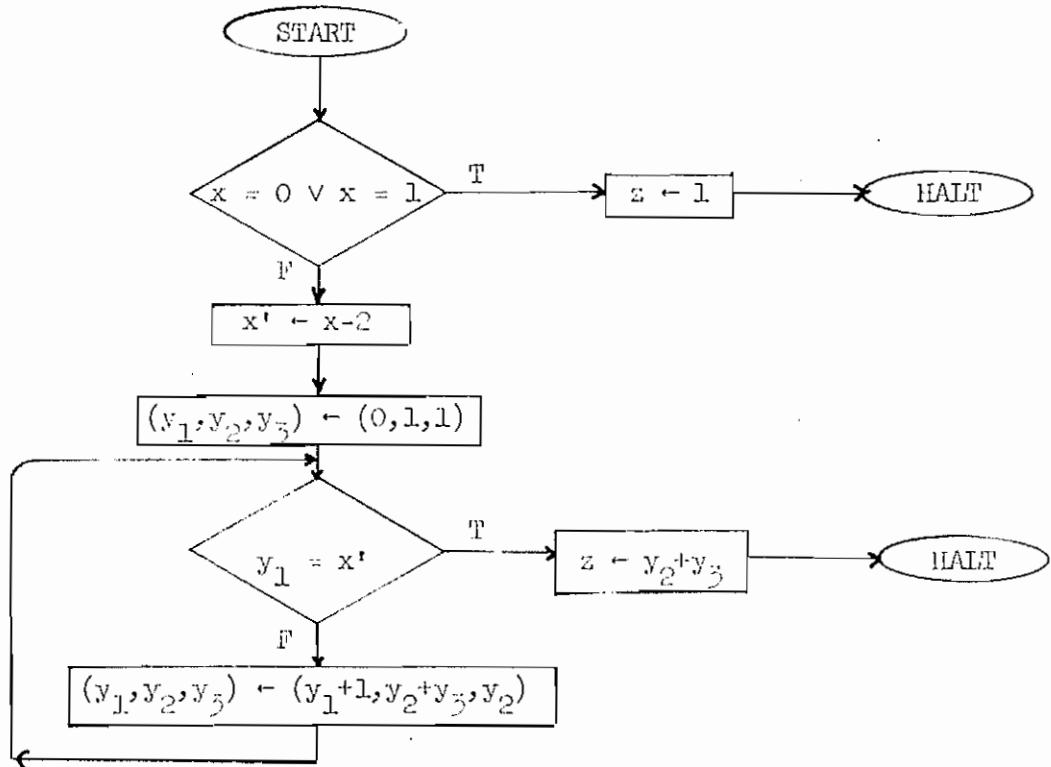 START
x = 0 ∨ x = 1
T
z ← 1
HALT
F
x' ← x-2
(y₁,y₂,y₃) ← (0,1,1)
y₁ = x'
T
z ← y₂+y₃
HALT
F
(y₁,y₂,y₃) ← (y₁+1,y₂+y₃,y₂)